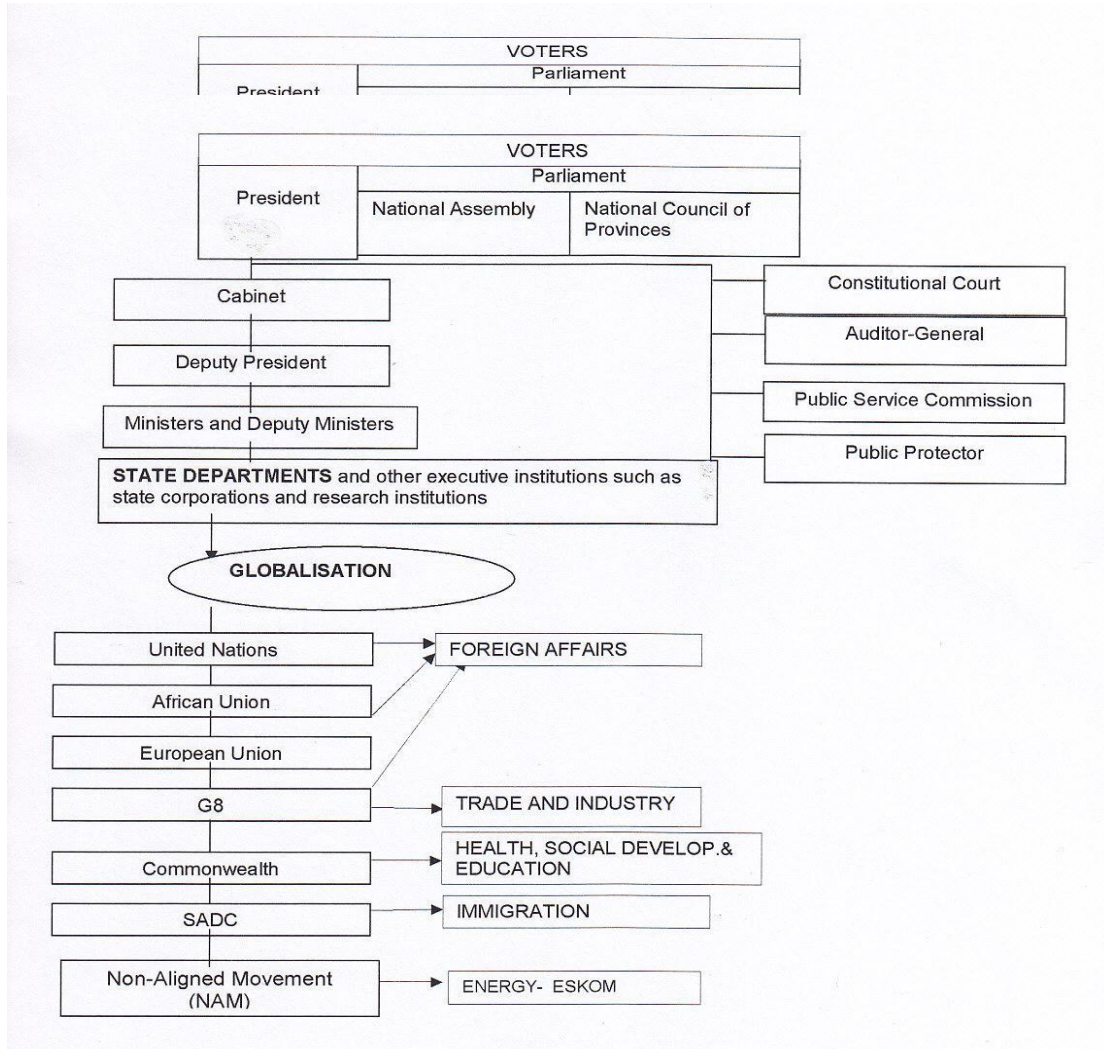 VOTERS
Parliament
President
VOTERS
Parliament
President
National Assembly
National Council of
Provinces
Cabinet
Constitutional Court
Auditor-General
Deputy President
Public Service Commission
Ministers and Deputy Ministers
Public Protector
STATE DEPARTMENTS and other executive institutions such as
state corporations and research institutions
GLOBALISATION
United Nations
FOREIGN AFFAIRS
African Union
European Union
G8
TRADE AND INDUSTRY
HEALTH, SOCIAL DEVELOP.&
EDUCATION
Commonwealth
SADC
IMMIGRATION
Non-Aligned Movement
(NAM)
ENERGY- ESKOM